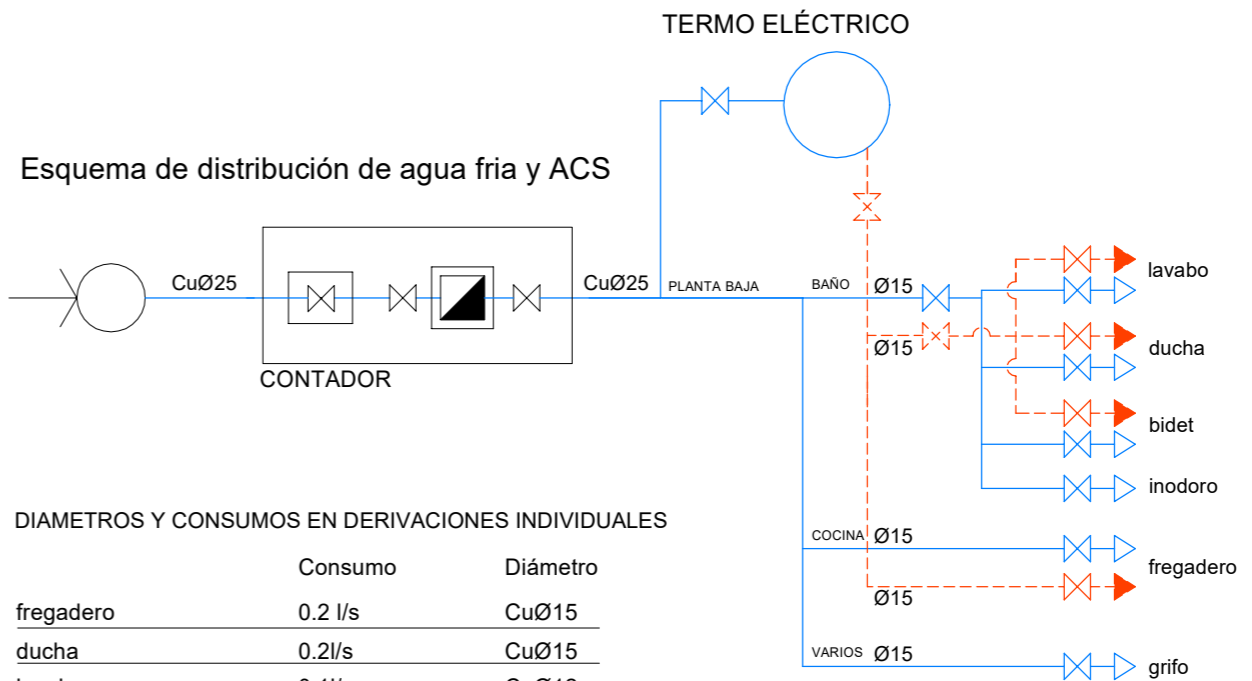 TERMO ELÉCTRICO
Esquema de distribución de agua fria y ACS
CuØ25
CuØ25
PLANTA BAJA
BAÑO Ø15
Ø15
CONTADOR
lavabo
ducha
bidet
inodoro
COCINA Ø15
Ø15
fregadero
VARIOS Ø15
grifo
DIAMETROS Y CONSUMOS EN DERIVACIONES INDIVIDUALES
Consumo Diámetro
fregadero 0.2 l/s CuØ15
ducha 0.2l/s CuØ15